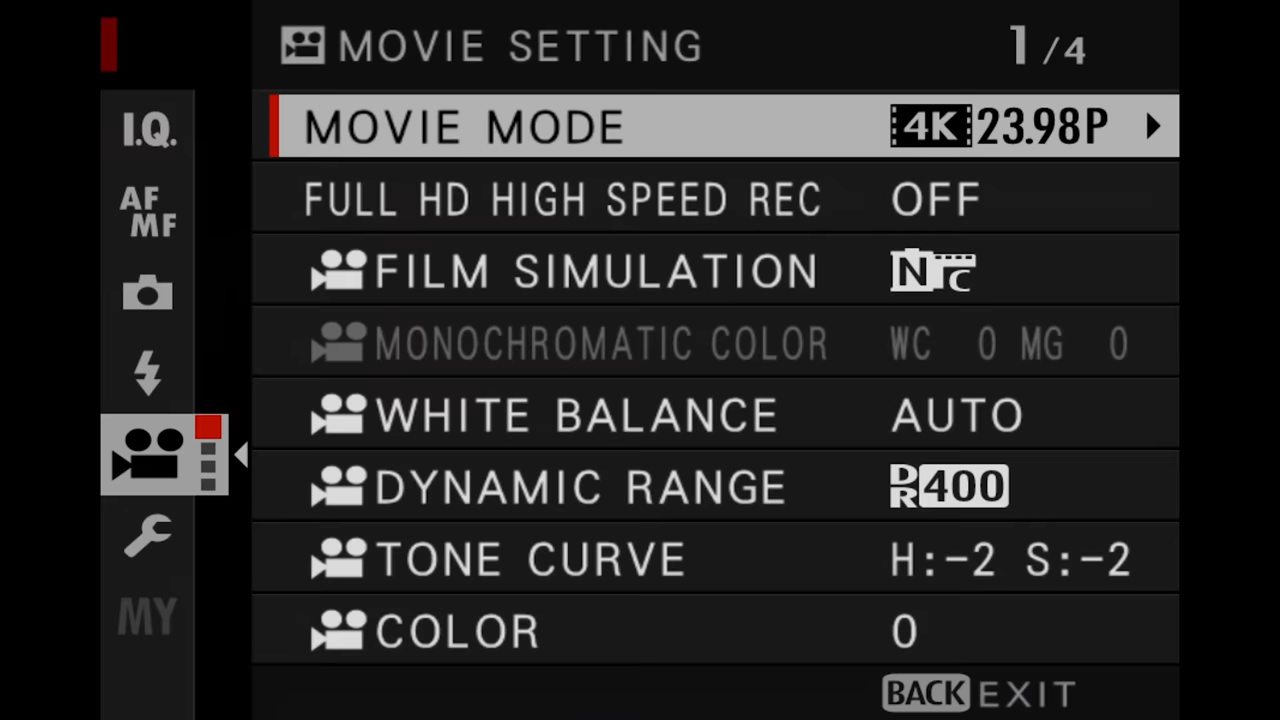 MOVIE SETTING 1/4
I.Q.
AF
MF
MY
MOVIE MODE 4K 23.98P
FULL HD HIGH SPEED REC OFF
FILM SIMULATION Nc
MONOCHROMATIC COLOR WC 0 MG 0
WHITE BALANCE AUTO
DYNAMIC RANGE DR400
TONE CURVE H:-2 S:-2
COLOR 0
BACK EXIT